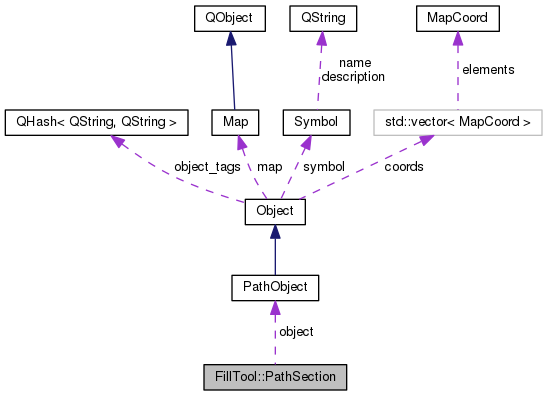 QObject
QString
MapCoord
name
description
elements
QHash< QString, QString >
Map
Symbol
std::vector< MapCoord >
object_tags
map
symbol
coords
Object
PathObject
object
FillTool::PathSection